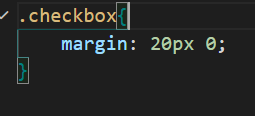 .checkbox{
margin: 20px 0;
}